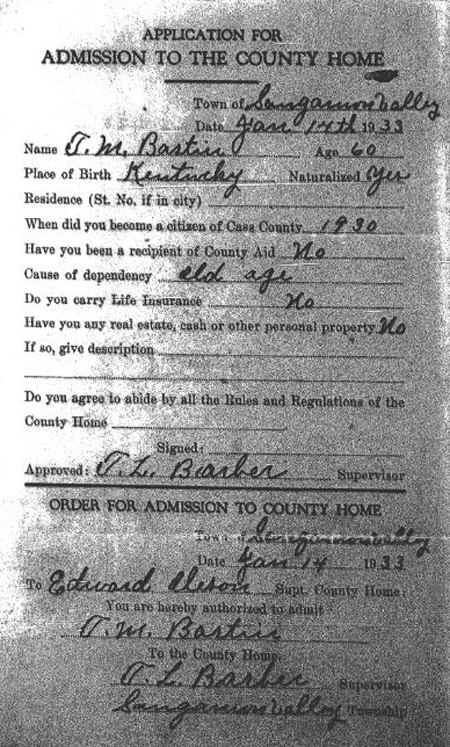 APPLICATION FOR
ADMISSION TO THE COUNTY HOME
Town of Sangamon Valley
Date Jan 14th 1933
Name T. M. Bastin Age 60
Place of Birth Kentucky Naturalized Yes
Residence (St. No. if in city)
When did you become a citizen of Cass County 1930
Have you been a recipient of County Aid No
Cause of dependency old age
Do you carry Life Insurance No
Have you any real estate, cash or other personal property No
If so, give description
Do you agree to abide by all the Rules and Regulations of the
County Home
Signed:
Approved: T. L. Barber Supervisor
ORDER FOR ADMISSION TO COUNTY HOME
Town of Sangamon Valley
Date Jan 14 1933
To Edward Supt. County Home:
You are hereby authorized to admit
T. M. Bastin
To the County Home.
T. L. Barber Supervisor
Sangamon Valley Township